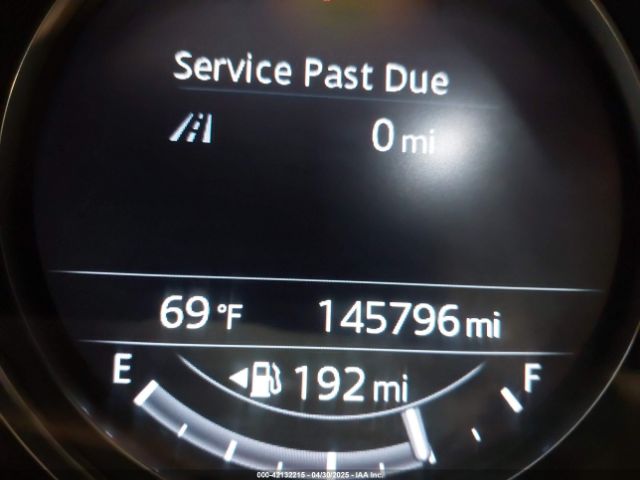 Service Past Due
0 mi
69 °F 145796 mi
E 192 mi F
000-42132215 - 04/30/2025 - IAA Inc.